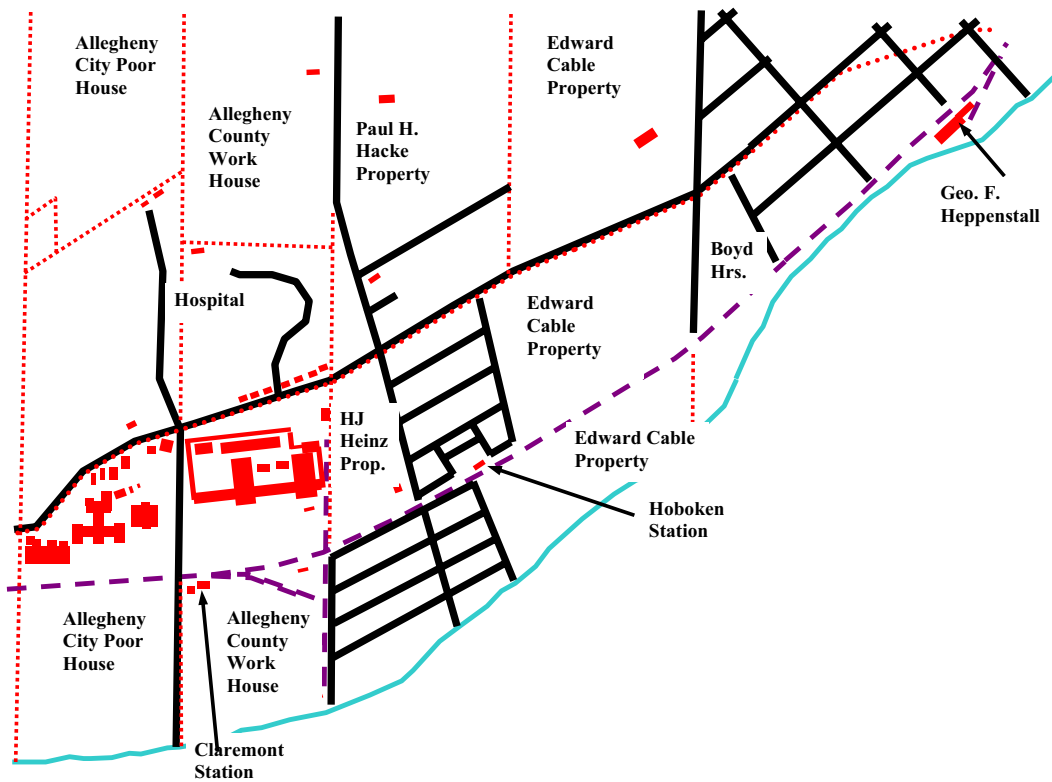 Allegheny
City Poor
House
Allegheny
County
Work
House
Paul H.
Hacke
Property
Edward
Cable
Property
Geo. F.
Heppenstall
Boyd
Hrs.
Hospital
Edward
Cable
Property
HJ
Heinz
Prop.
Edward Cable
Property
Hoboken
Station
Allegheny
City Poor
House
Allegheny
County
Work
House
Claremont
Station